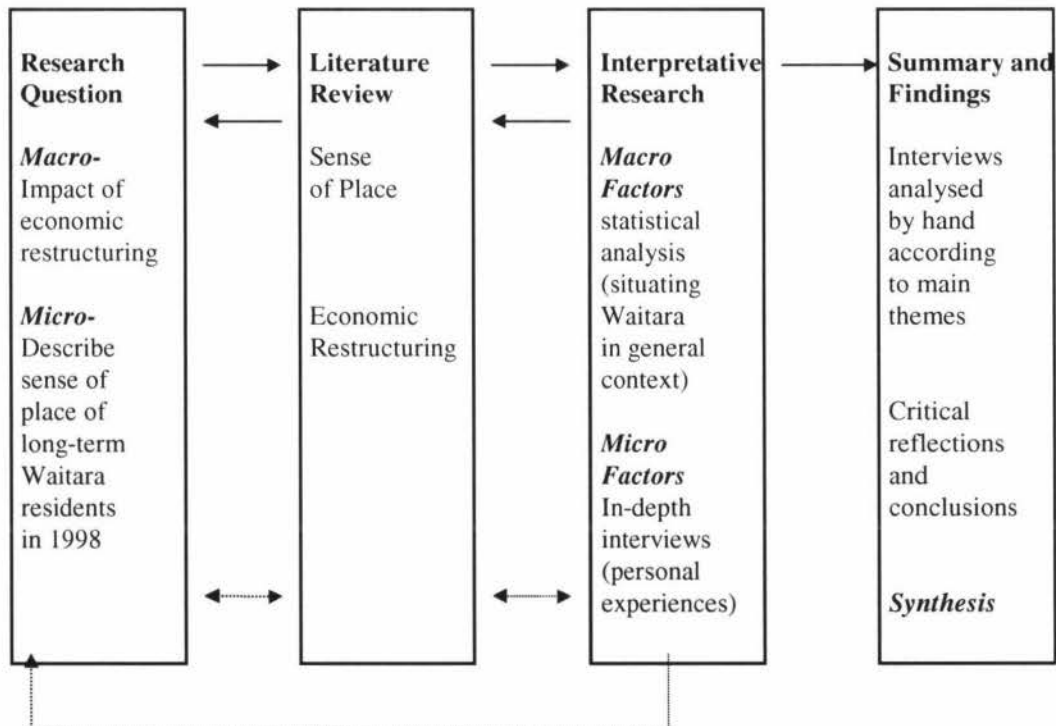 Research
Question
Macro-
Impact of
economic
restructuring
Micro-
Describe
sense of
place of
long-term
Waitara
residents
in 1998
Literature
Review
Sense
of Place
Economic
Restructuring
Interpretative
Research
Macro
Factors
statistical
analysis
(situating
Waitara
in general
context)
Micro
Factors
In-depth
interviews
(personal
experiences)
Summary and
Findings
Interviews
analysed
by hand
according
to main
themes
Critical
reflections
and
conclusions
Synthesis